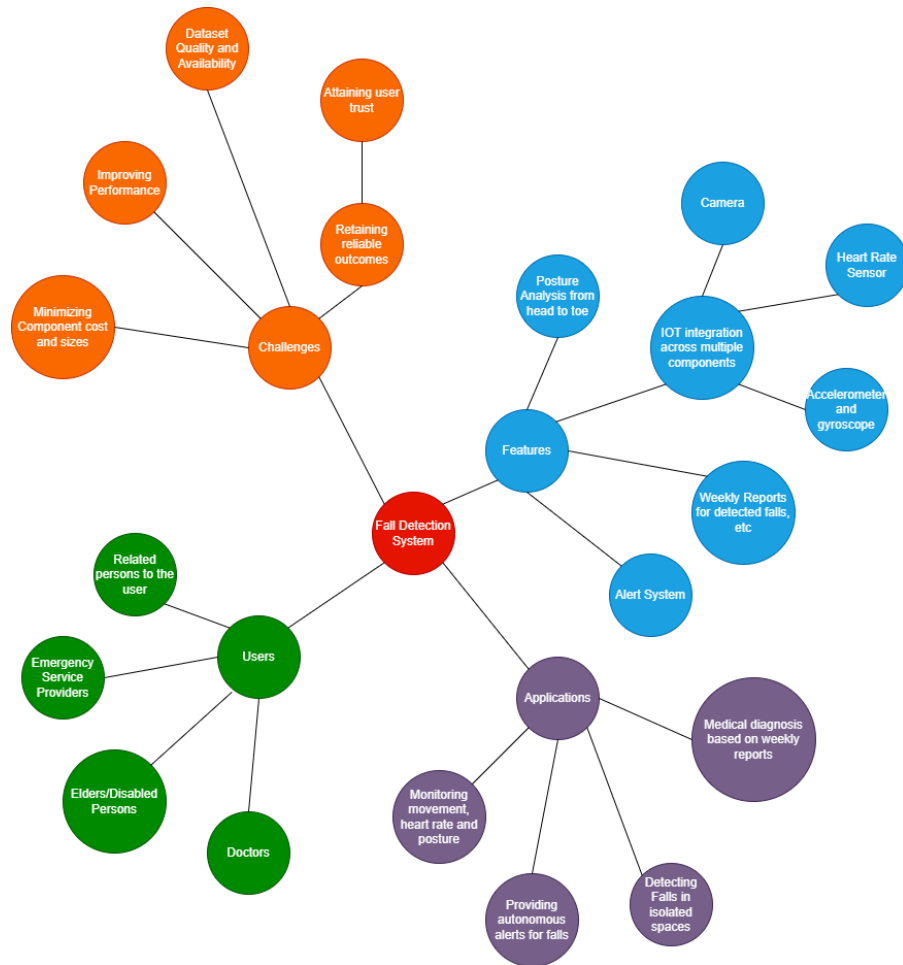 Dataset
Quality and
Availability
Attaining user
trust
Improving
Performance
Retaining
reliable
outcomes
Minimizing
Component cost
and sizes
Challenges
Camera
Heart Rate
Sensor
Posture
Analysis from
head to toe
IOT integration
across multiple
components
Accelerometer
and
gyroscope
Features
Weekly Reports
for detected falls,
etc
Alert System
Fall Detection
System
Related
persons to the
user
Users
Emergency
Service
Providers
Elders/Disabled
Persons
Doctors
Applications
Medical diagnosis
based on weekly
reports
Monitoring
movement,
heart rate and
posture
Providing
autonomous
alerts for falls
Detecting
Falls in
isolated
spaces